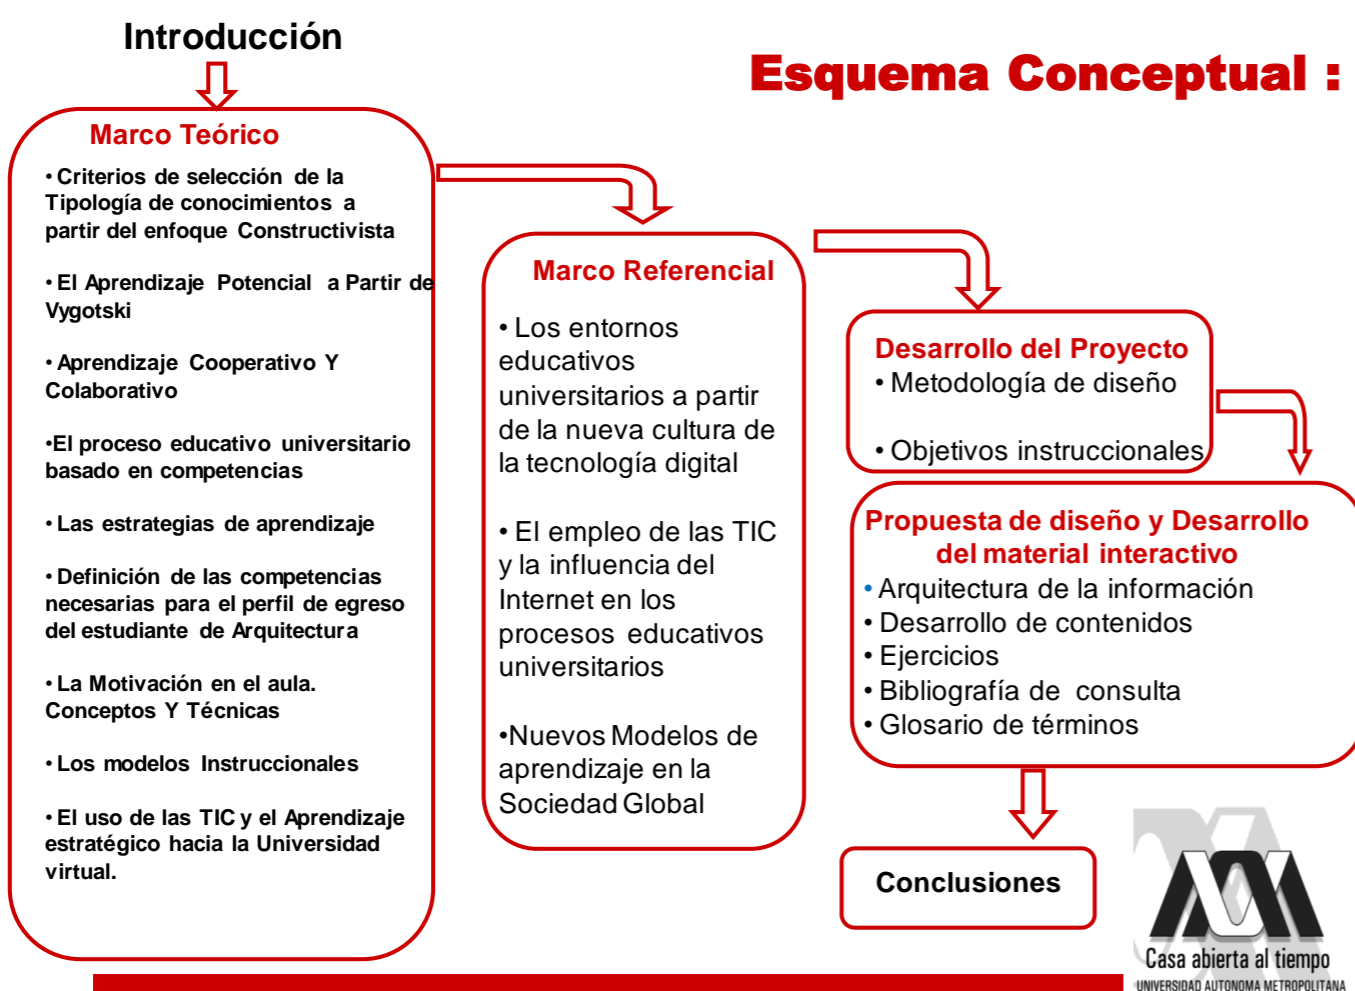 Introducción
Esquema Conceptual :
Marco Teórico
• Criterios de selección de la
Tipología de conocimientos a
partir del enfoque Constructivista
• El Aprendizaje Potencial a Partir de
Vygotski
• Aprendizaje Cooperativo Y
Colaborativo
•El proceso educativo universitario
basado en competencias
• Las estrategias de aprendizaje
• Definición de las competencias
necesarias para el perfil de egreso
del estudiante de Arquitectura
• La Motivación en el aula.
Conceptos Y Técnicas
• Los modelos Instruccionales
• El uso de las TIC y el Aprendizaje
estratégico hacia la Universidad
virtual.
Marco Referencial
• Los entornos
educativos
universitarios a partir
de la nueva cultura de
la tecnología digital
• El empleo de las TIC
y la influencia del
Internet en los
procesos educativos
universitarios
•Nuevos Modelos de
aprendizaje en la
Sociedad Global
Desarrollo del Proyecto
• Metodología de diseño
• Objetivos instruccionales
Propuesta de diseño y Desarrollo
del material interactivo
• Arquitectura de la información
• Desarrollo de contenidos
• Ejercicios
• Bibliografía de consulta
• Glosario de términos
Conclusiones
Casa abierta al tiempo
UNIVERSIDAD AUTONOMA METROPOLITANA